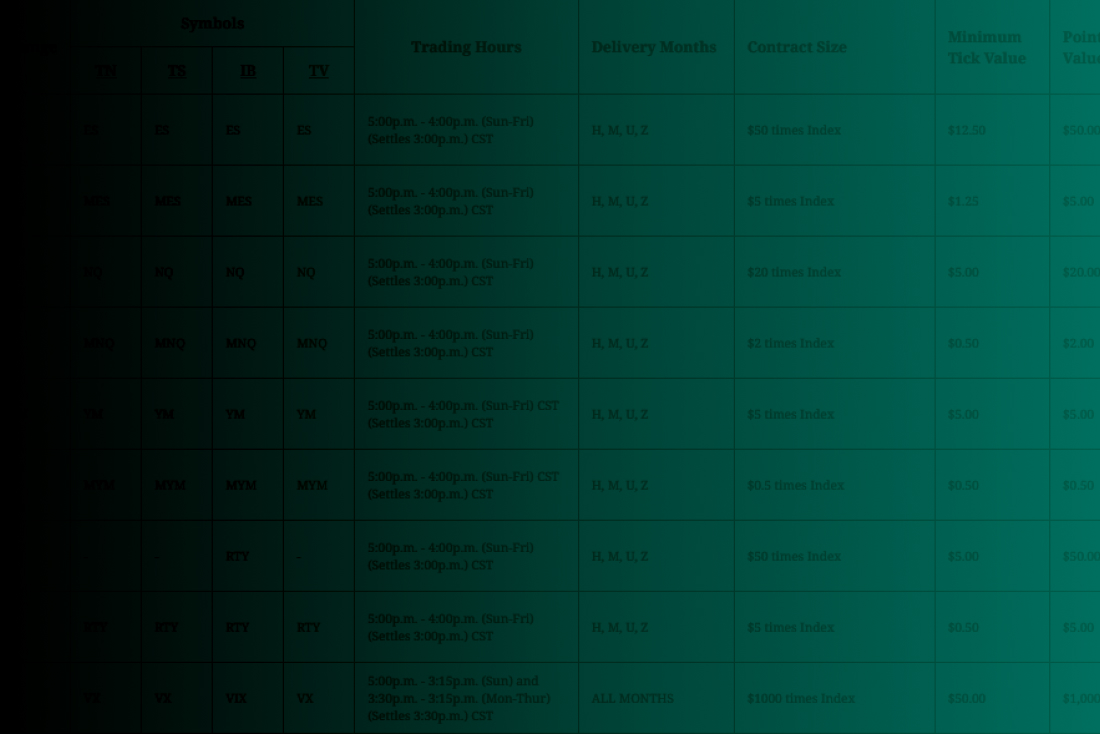 Symbols
Trading Hours
Delivery Months
Contract Size
Minimum
Tick Value
TN TS IB TV
ES ES ES ES 5:00p.m. - 4:00p.m. (Sun-Fri)
(Settles 3:00p.m.) CST H, M, U, Z $50 times Index $12.50 $50.00
MES MES MES MES 5:00p.m. - 4:00p.m. (Sun-Fri)
(Settles 3:00p.m.) CST H, M, U, Z $5 times Index $1.25 $5.00
NQ NQ NQ NQ 5:00p.m. - 4:00p.m. (Sun-Fri)
(Settles 3:00p.m.) CST H, M, U, Z $20 times Index $5.00 $20.00
MNQ MNQ MNQ MNQ 5:00p.m. - 4:00p.m. (Sun-Fri)
(Settles 3:00p.m.) CST H, M, U, Z $2 times Index $0.50 $2.00
YM YM YM YM 5:00p.m. - 4:00p.m. (Sun-Fri) CST
(Settles 3:00p.m.) CST H, M, U, Z $5 times Index $5.00 $5.00
MYM MYM MYM MYM 5:00p.m. - 4:00p.m. (Sun-Fri) CST
(Settles 3:00p.m.) CST H, M, U, Z $0.5 times Index $0.50 $0.50
- RTY - 5:00p.m. - 4:00p.m. (Sun-Fri)
(Settles 3:00p.m.) CST H, M, U, Z $50 times Index $5.00 $50.00
RTY RTY RTY RTY 5:00p.m. - 4:00p.m. (Sun-Fri)
(Settles 3:00p.m.) CST H, M, U, Z $5 times Index $0.50 $5.00
VX VX VIX VX 5:00p.m. - 3:15p.m. (Sun) and
3:30p.m. - 3:15p.m. (Mon-Thur)
(Settles 3:30p.m.) CST ALL MONTHS $1000 times Index $50.00